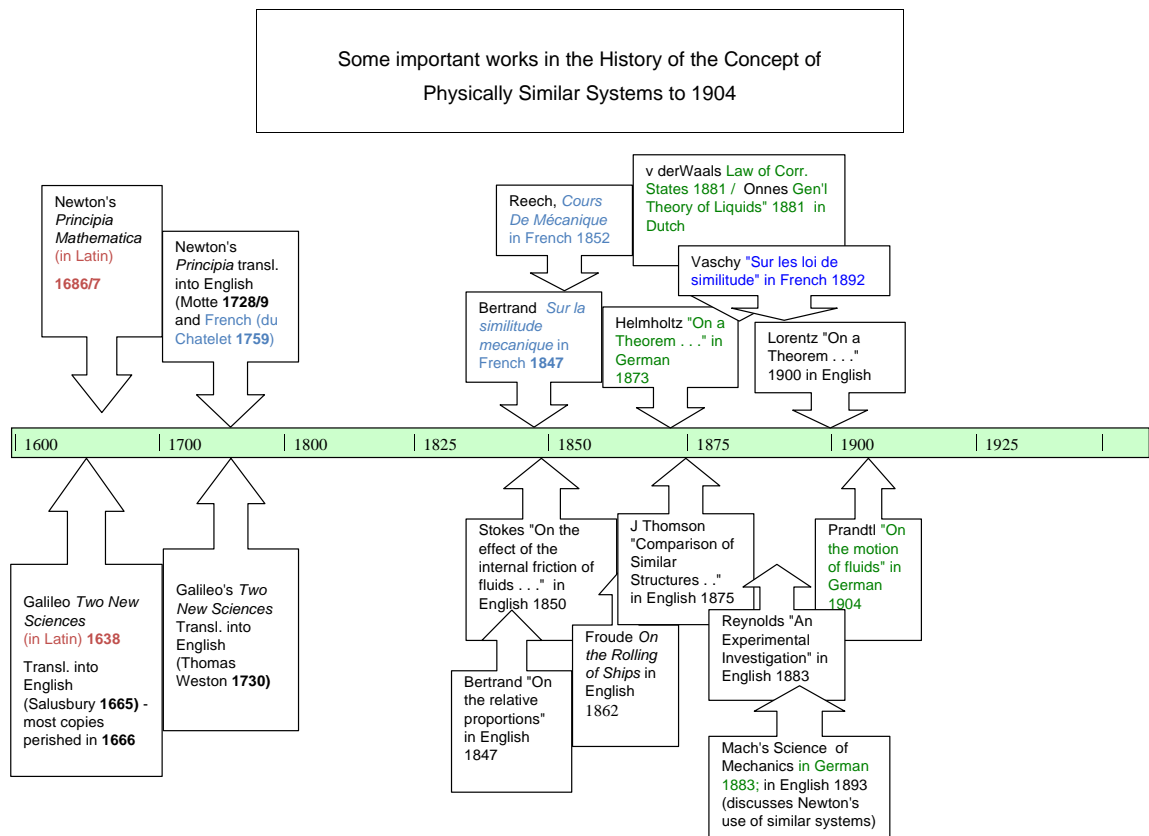 Some important works in the History of the Concept of
Physically Similar Systems to 1904
Newton's
Principia
Mathematica
(in Latin)
1686/7
Newton's
Principia transl.
into English
(Motte 1728/9
and French (du
Chatelet 1759)
Reech, Cours
De Mécanique
in French 1852
v derWaals Law of Corr.
States 1881 / Onnes Gen'l
Theory of Liquids" 1881 in
Dutch
Vaschy "Sur les loi de
similitude" in French 1892
Bertrand Sur la
similitude
mecanique in
French 1847
Helmholtz "On a
Theorem . . ." in
German
1873
Lorentz "On a
Theorem . . ."
1900 in English
1600 1700 1800 1825 1850 1875 1900 1925
Galileo Two New
Sciences
(in Latin) 1638
Transl. into
English
(Salusbury 1665) -
most copies
perished in 1666
Galileo's Two
New Sciences
Transl. into
English
(Thomas
Weston 1730)
Stokes "On the
effect of the
internal friction of
fluids . . ." in
English 1850
Bertrand "On
the relative
proportions"
in English
1847
Froude On
the Rolling
of Ships in
English
1862
J Thomson
"Comparison of
Similar
Structures . ."
in English 1875
Reynolds "An
Experimental
Investigation" in
English 1883
Prandtl "On
the motion
of fluids" in
German
1904
Mach's Science of
Mechanics in German
1883; in English 1893
(discusses Newton's
use of similar systems)